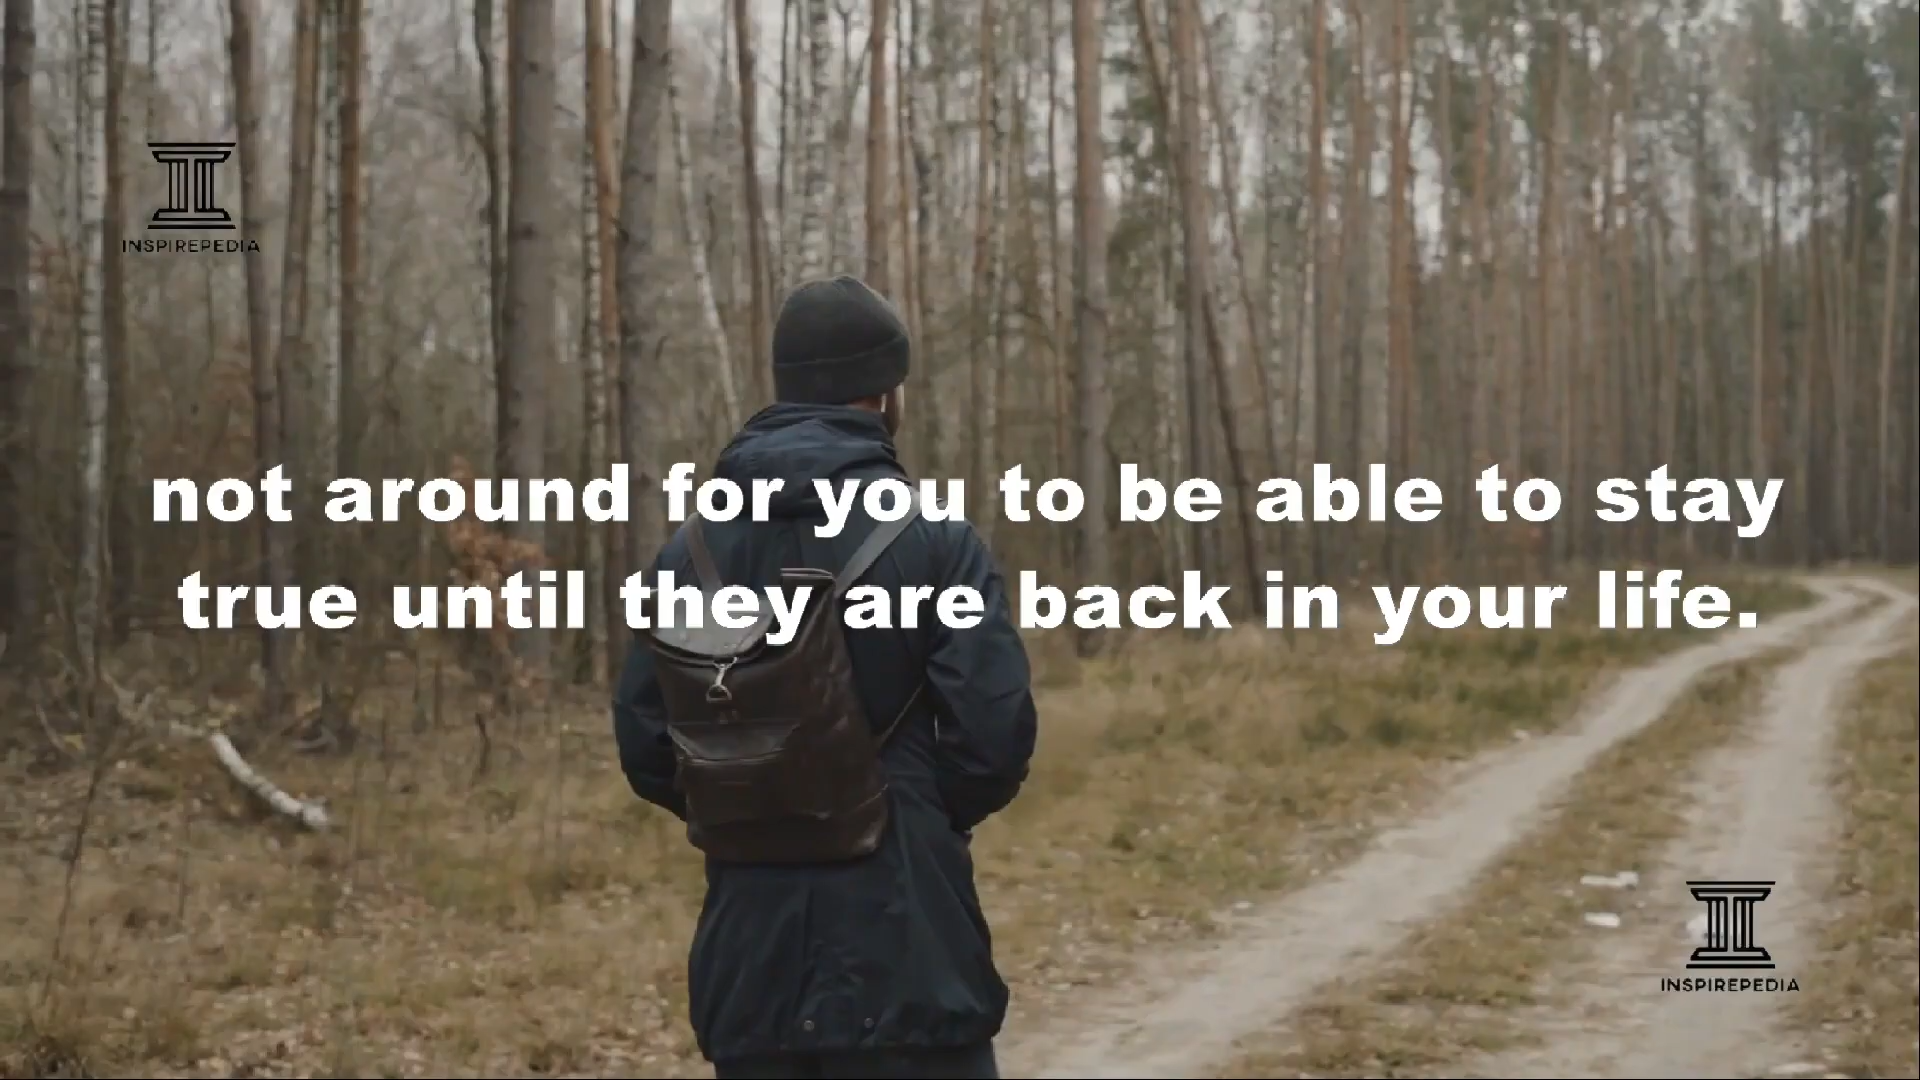 INSPIREPEDIA
not around for you to be able to stay
true until they are back in your life.
INSPIREPEDIA